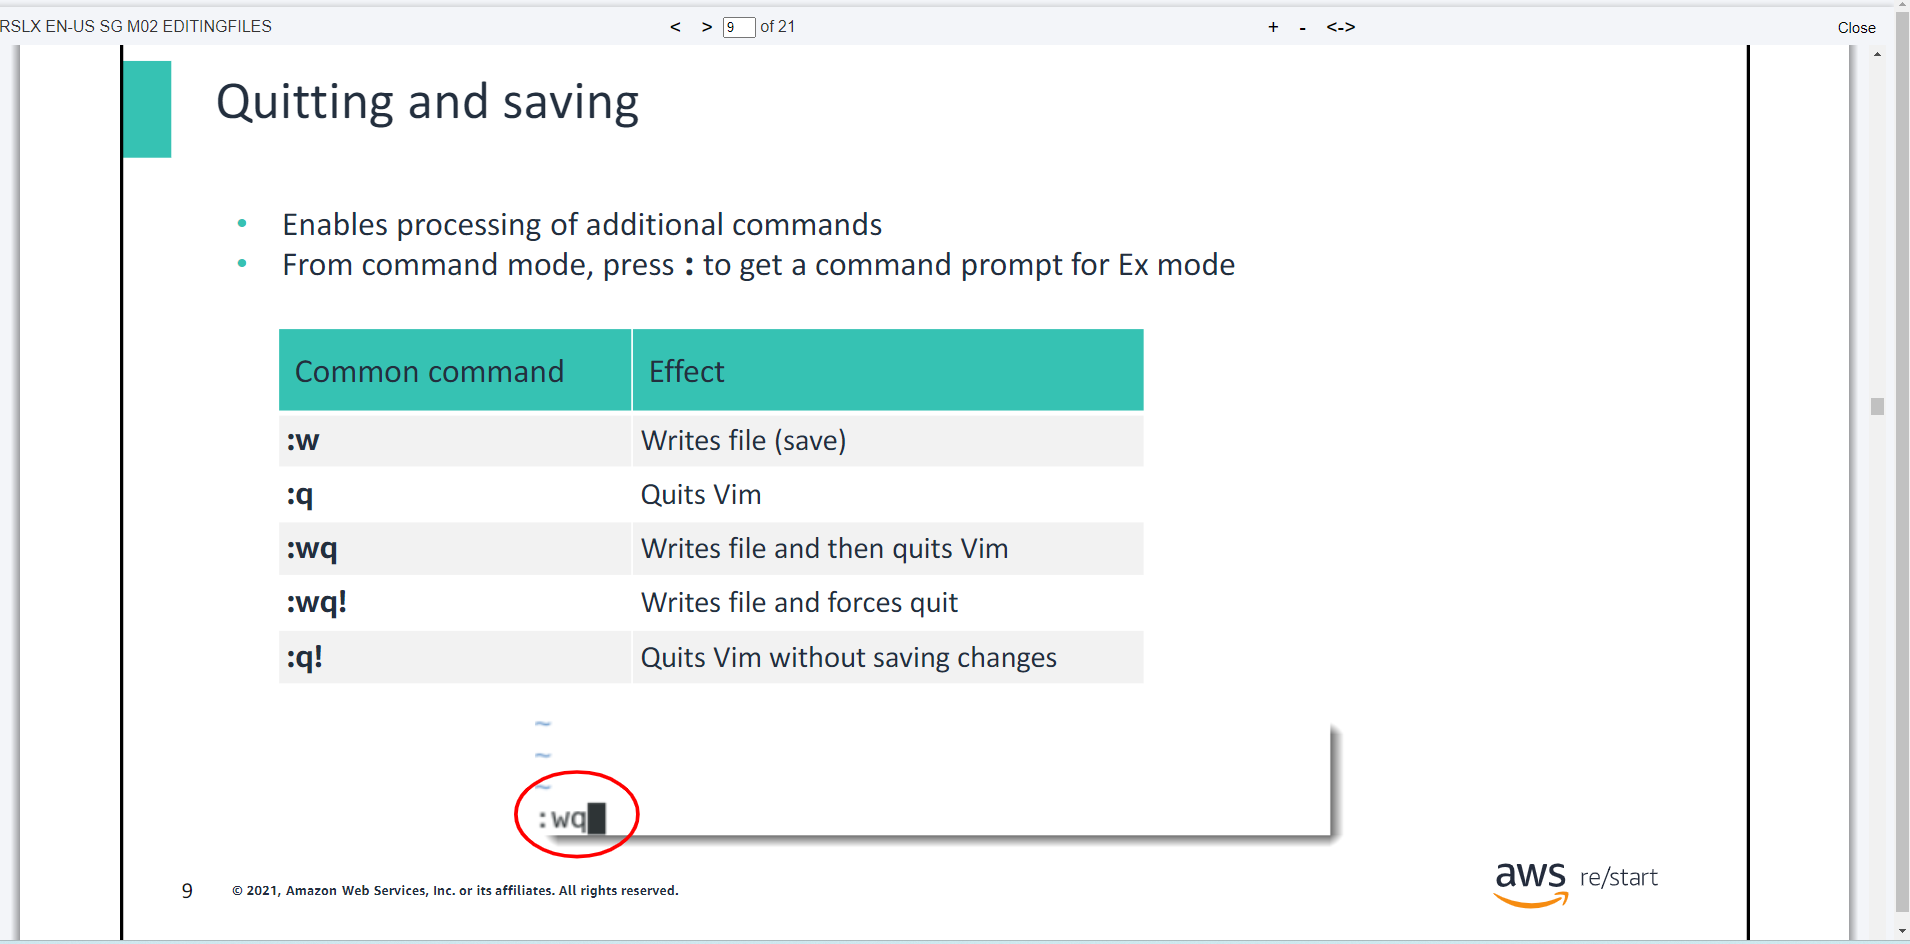 RSLX EN-US SG M02 EDITINGFILES < > 9 of 21 + - <-> Close
Quitting and saving
• Enables processing of additional commands
• From command mode, press : to get a command prompt for Ex mode
Common command Effect
:w Writes file (save)
:q Quits Vim
:wq Writes file and then quits Vim
:wq! Writes file and forces quit
:q! Quits Vim without saving changes
~
~
~
:wq
9 © 2021, Amazon Web Services, Inc. or its affiliates. All rights reserved.
aws re/start